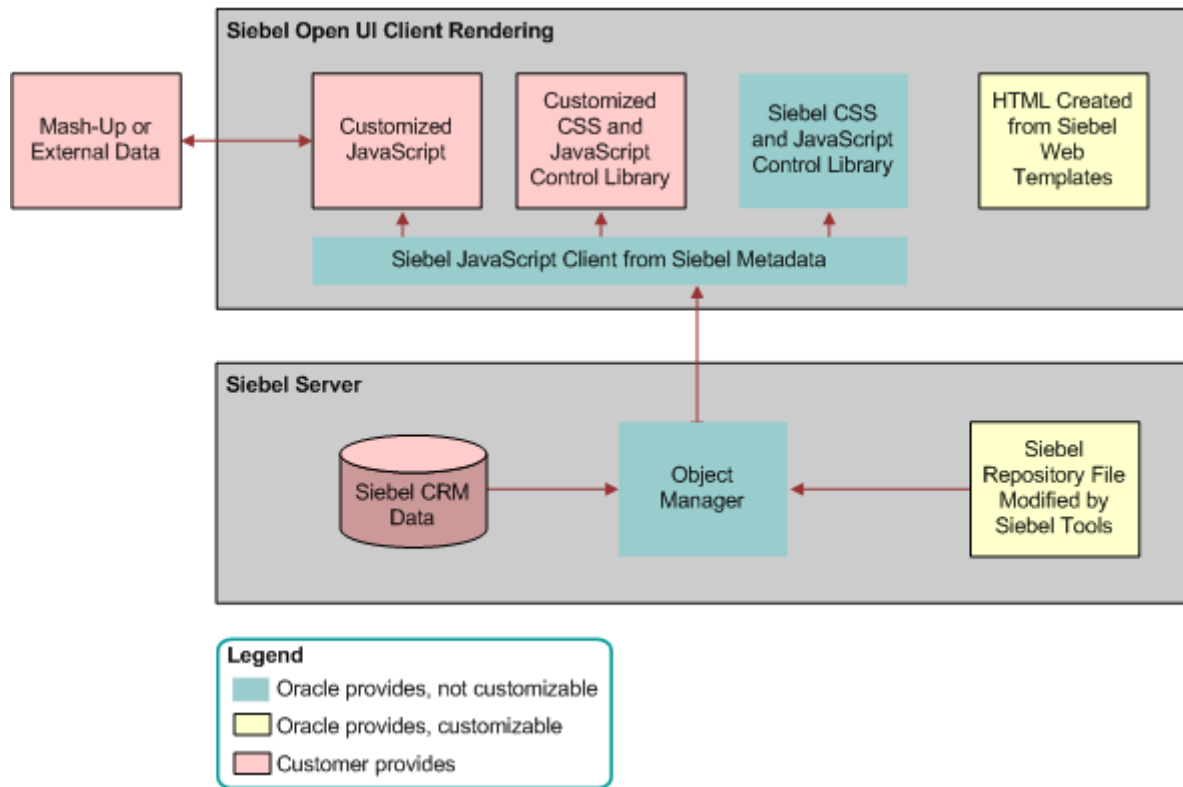 Siebel Open UI Client Rendering
Mash-Up or
External Data
Customized
JavaScript
Customized
CSS and
JavaScript
Control Library
Siebel CSS
and JavaScript
Control Library
HTML Created
from Siebel
Web
Templates
Siebel JavaScript Client from Siebel Metadata
Siebel Server
Siebel CRM
Data
Object
Manager
Siebel
Repository File
Modified by
Siebel Tools
Legend
Oracle provides, not customizable
Oracle provides, customizable
Customer provides